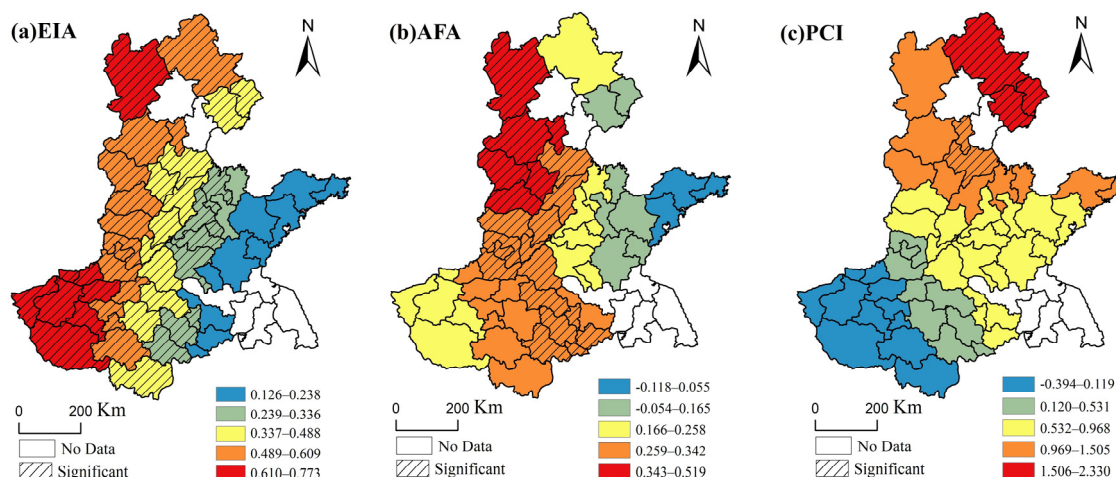 (a)EIA
N
0 200 Km
No Data
Significant
0.126–0.238
0.239–0.336
0.337–0.488
0.489–0.609
0.610–0.773
(b)AFA
N
0 200 Km
No Data
Significant
-0.118–0.055
-0.054–0.165
0.166–0.258
0.259–0.342
0.343–0.519
(c)PCI
N
0 200 Km
No Data
Significant
-0.394–0.119
0.120–0.531
0.532–0.968
0.969–1.505
1.506–2.330